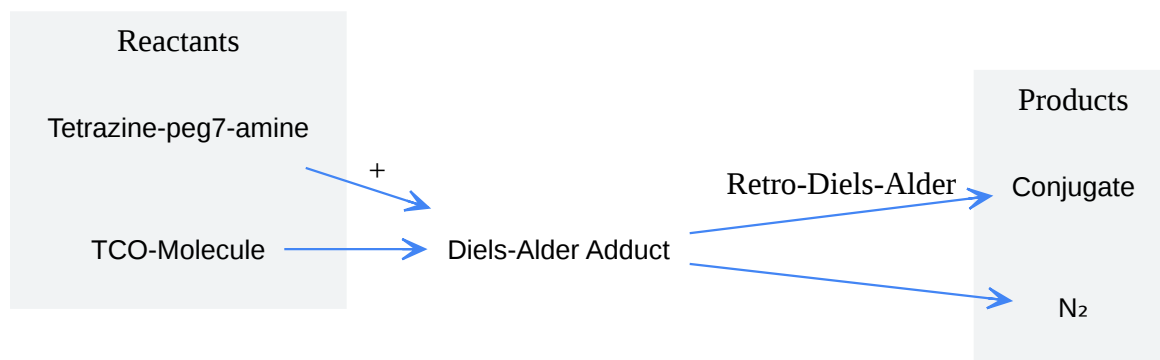 Reactants
Tetrazine-peg7-amine
+
TCO-Molecule
Diels-Alder Adduct
Retro-Diels-Alder
Products
Conjugate
N₂